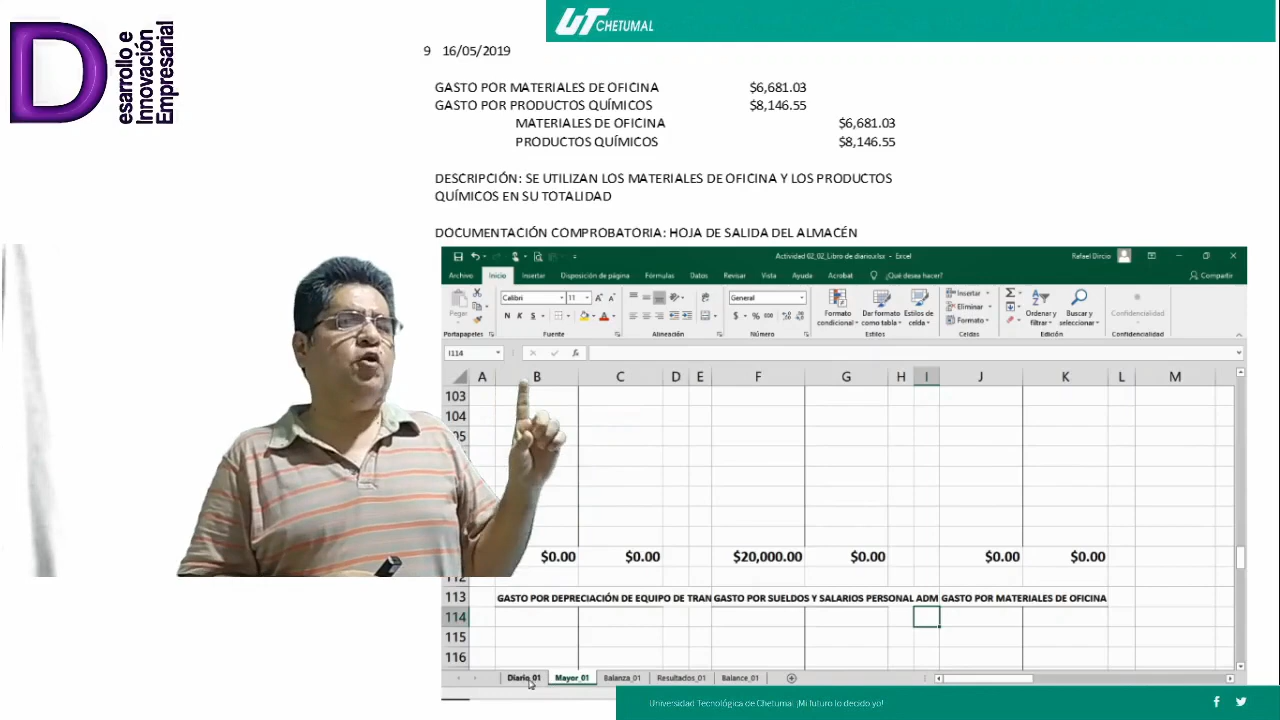 D
esarrollo e
Innovación
Empresarial
UT CHETUMAL
9 16/05/2019
GASTO POR MATERIALES DE OFICINA $6,681.03
GASTO POR PRODUCTOS QUÍMICOS $8,146.55
MATERIALES DE OFICINA $6,681.03
PRODUCTOS QUÍMICOS $8,146.55
DESCRIPCIÓN: SE UTILIZAN LOS MATERIALES DE OFICINA Y LOS PRODUCTOS
QUÍMICOS EN SU TOTALIDAD
DOCUMENTACIÓN COMPROBATORIA: HOJA DE SALIDA DEL ALMACÉN
Actividad 02_02_Libro de diario.xlsx - Excel Rafael Dircio
Archivo Inicio Insertar Disposición de página Fórmulas Datos Revisar Vista Ayuda Acrobat ¿Qué desea hacer? Compartir
Pegar Calibri 11 General Formato condicional Dar formato como tabla Estilos de celda Insertar Eliminar Formato Ordenar y filtrar Buscar y seleccionar Confidencialidad
Portapapeles Fuente Alineación Número Estilos Celdas Edición Confidencialidad
I114 fx
A B C D E F G H I J K L M
103
104
05
$0.00 $0.00 $20,000.00 $0.00 $0.00 $0.00
112
113 GASTO POR DEPRECIACIÓN DE EQUIPO DE TRAN GASTO POR SUELDOS Y SALARIOS PERSONAL ADM GASTO POR MATERIALES DE OFICINA
114
115
116
Diario_01 Mayor_01 Balanza_01 Resultados_01 Balance_01
Universidad Tecnológica de Chetumal ¡Mi futuro lo decido yo!